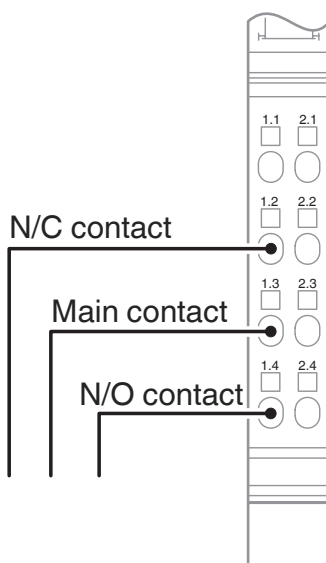 1.1 2.1
1.2 2.2
N/C contact
1.3 2.3
Main contact
1.4 2.4
N/O contact